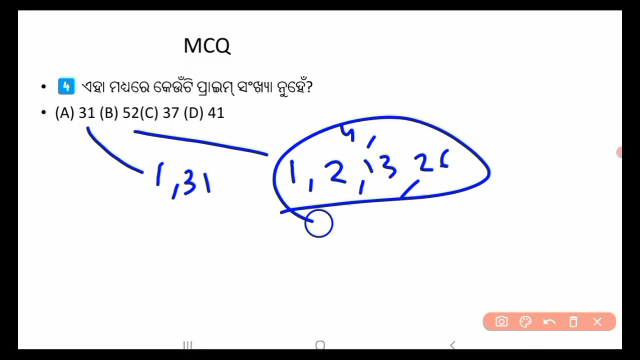 MCQ
• 4 ଏହା ମଧ୍ୟରେ କେଉଁଟି ପ୍ରାଇମ୍ ସଂଖ୍ୟା ନୁହେଁ?
• (A) 31 (B) 52(C) 37 (D) 41
4,
1, 2, 13, 26
1, 31